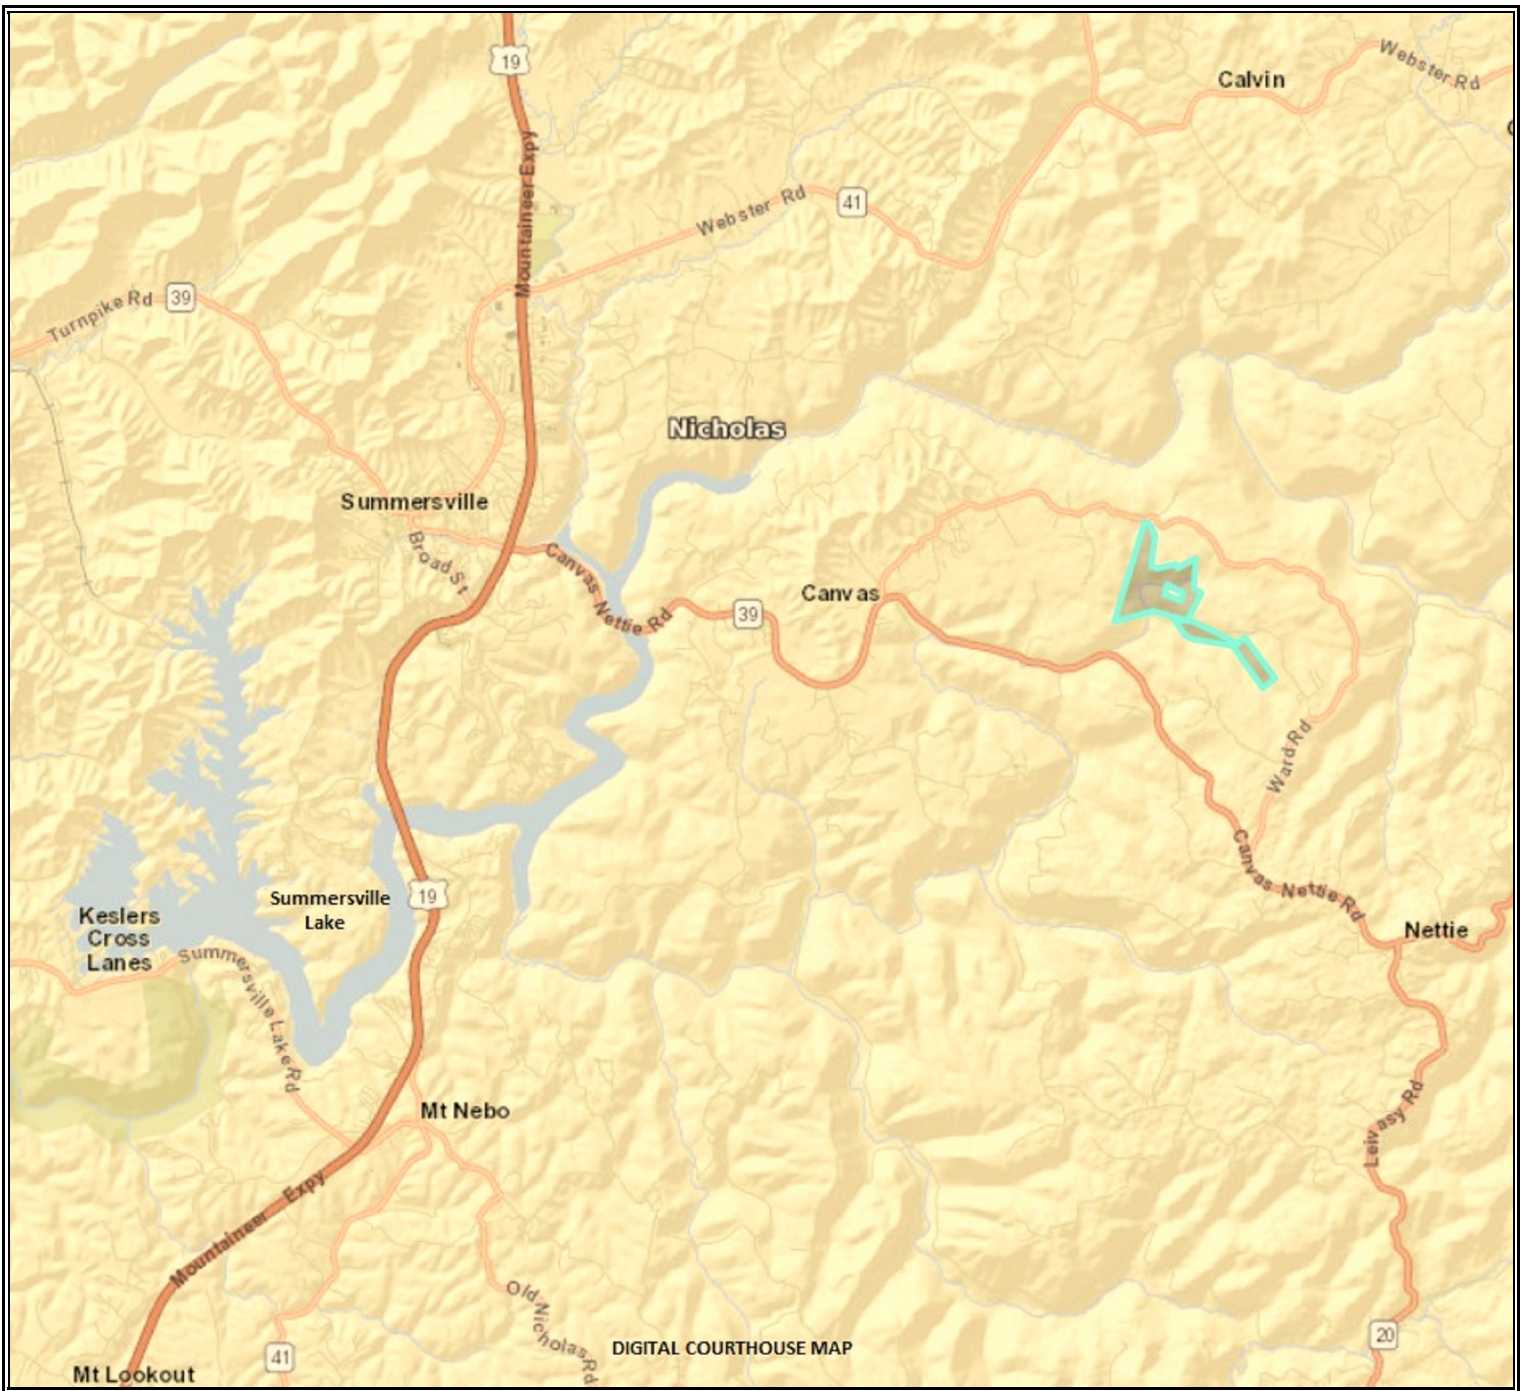 19
Calvin
Webster Rd
Mountaineer Expy
Webster Rd
41
Turnpike Rd
39
Nicholas
Summersville
Broad St
Canvas Nettie Rd
39
Canvas
Ward Rd
Canvas Nettie Rd
Summersville
Lake
19
Keslers
Cross
Lanes
Summersville Lake Rd
Nettie
Leivasy Rd
Mt Nebo
Mountaineer Expy
Old Nicholas Rd
DIGITAL COURTHOUSE MAP
20
41
Mt Lookout